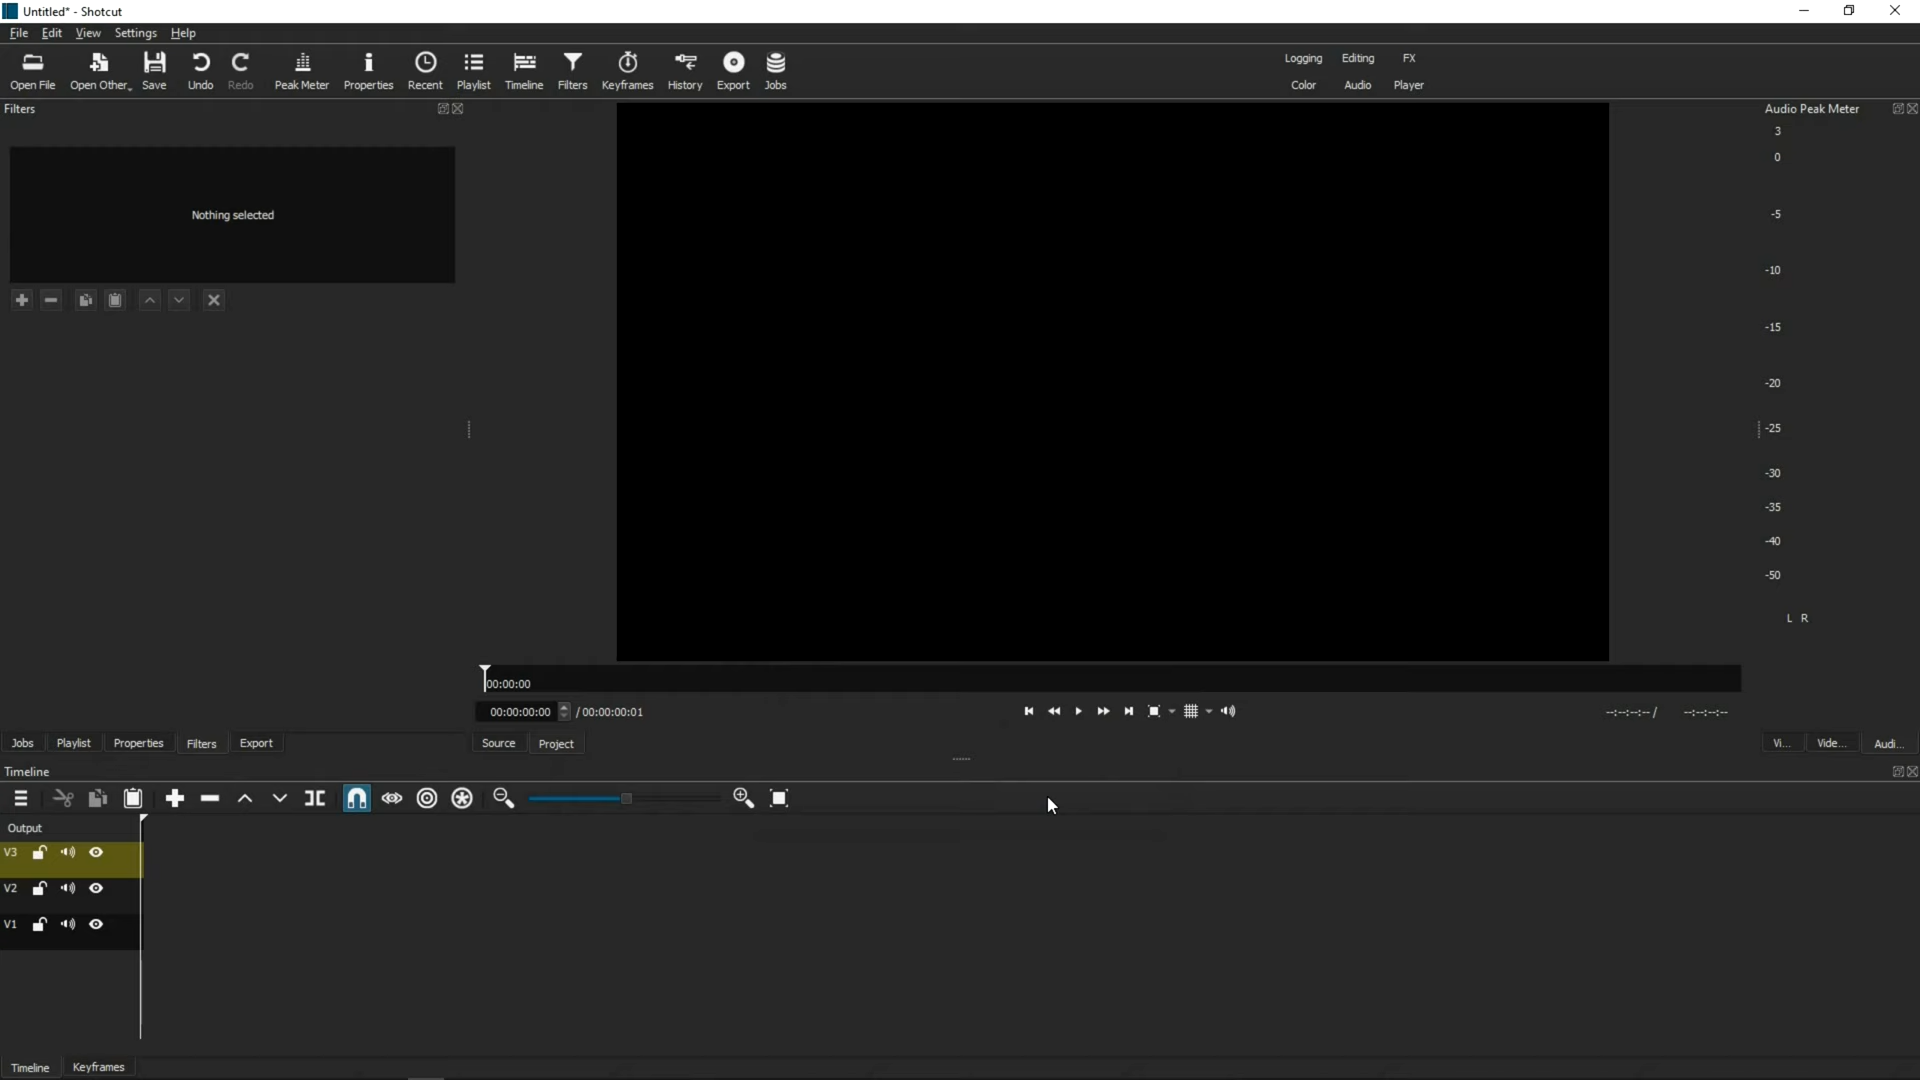 Untitled* - Shotcut
File Edit View Settings Help
Open File Open Other Save Undo Redo Peak Meter Properties Recent Playlist Timeline Filters Keyframes History Export Jobs
Logging Editing FX
Color Audio Player
Filters
Audio Peak Meter
3
0
-5
-10
-15
-20
-25
-30
-35
-40
-50
L R
Nothing selected
00:00:00
00:00:00:00 / 00:00:00:01
--:--:--:-- / --:--:--:--
Jobs Playlist Properties Filters Export
Source Project
Vi... Vide... Audi...
Timeline
Output
V3
V2
V1
Timeline Keyframes